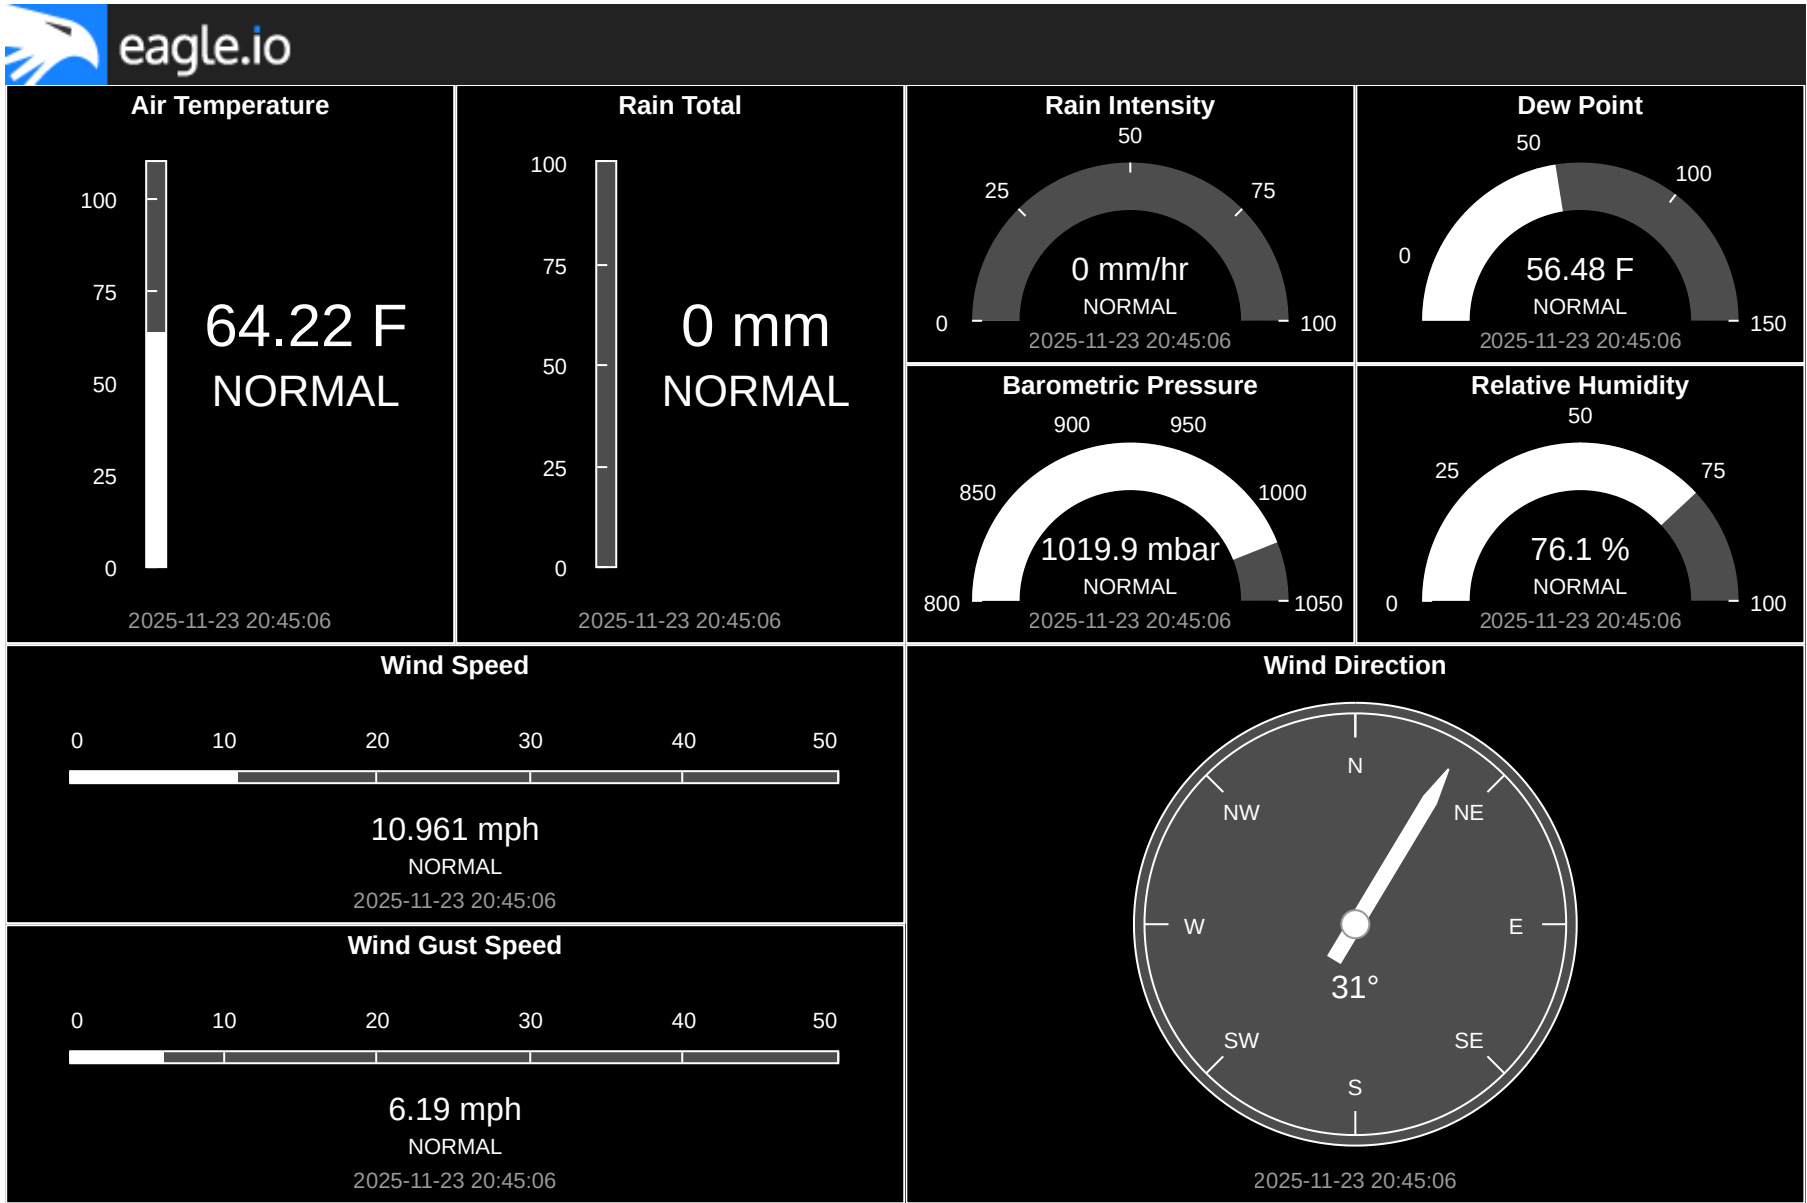 eagle.io
Air Temperature
100
75
50
25
0
64.22 F
NORMAL
2025-11-23 20:45:06
Rain Total
100
75
50
25
0
0 mm
NORMAL
2025-11-23 20:45:06
Rain Intensity
50
25
75
0
100
0 mm/hr
NORMAL
2025-11-23 20:45:06
Dew Point
50
100
0
150
56.48 F
NORMAL
2025-11-23 20:45:06
Barometric Pressure
900
950
850
1000
800
1050
1019.9 mbar
NORMAL
2025-11-23 20:45:06
Relative Humidity
50
25
75
0
100
76.1 %
NORMAL
2025-11-23 20:45:06
Wind Speed
0 10 20 30 40 50
10.961 mph
NORMAL
2025-11-23 20:45:06
Wind Gust Speed
0 10 20 30 40 50
6.19 mph
NORMAL
2025-11-23 20:45:06
Wind Direction
N
NW NE
W E
31°
SW SE
S
2025-11-23 20:45:06